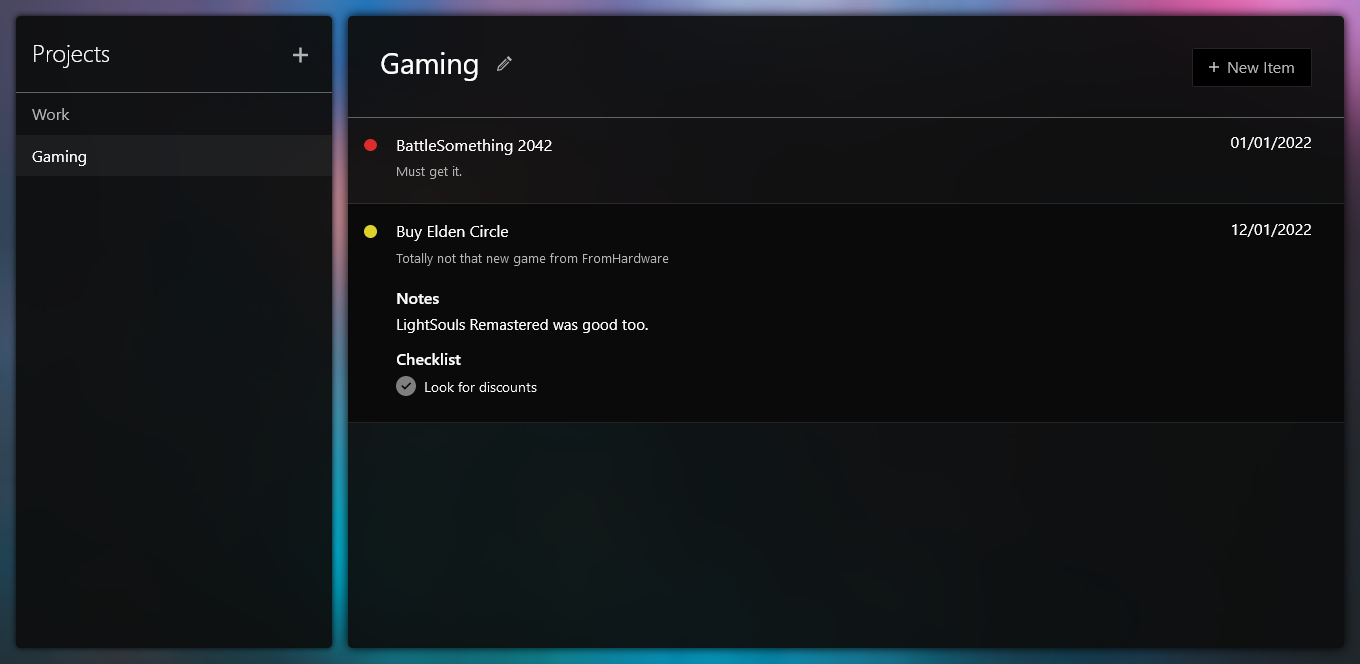 Projects
+
Work
Gaming
Gaming
+ New Item
BattleSomething 2042
01/01/2022
Must get it.
Buy Elden Circle
12/01/2022
Totally not that new game from FromHardware
Notes
LightSouls Remastered was good too.
Checklist
Look for discounts